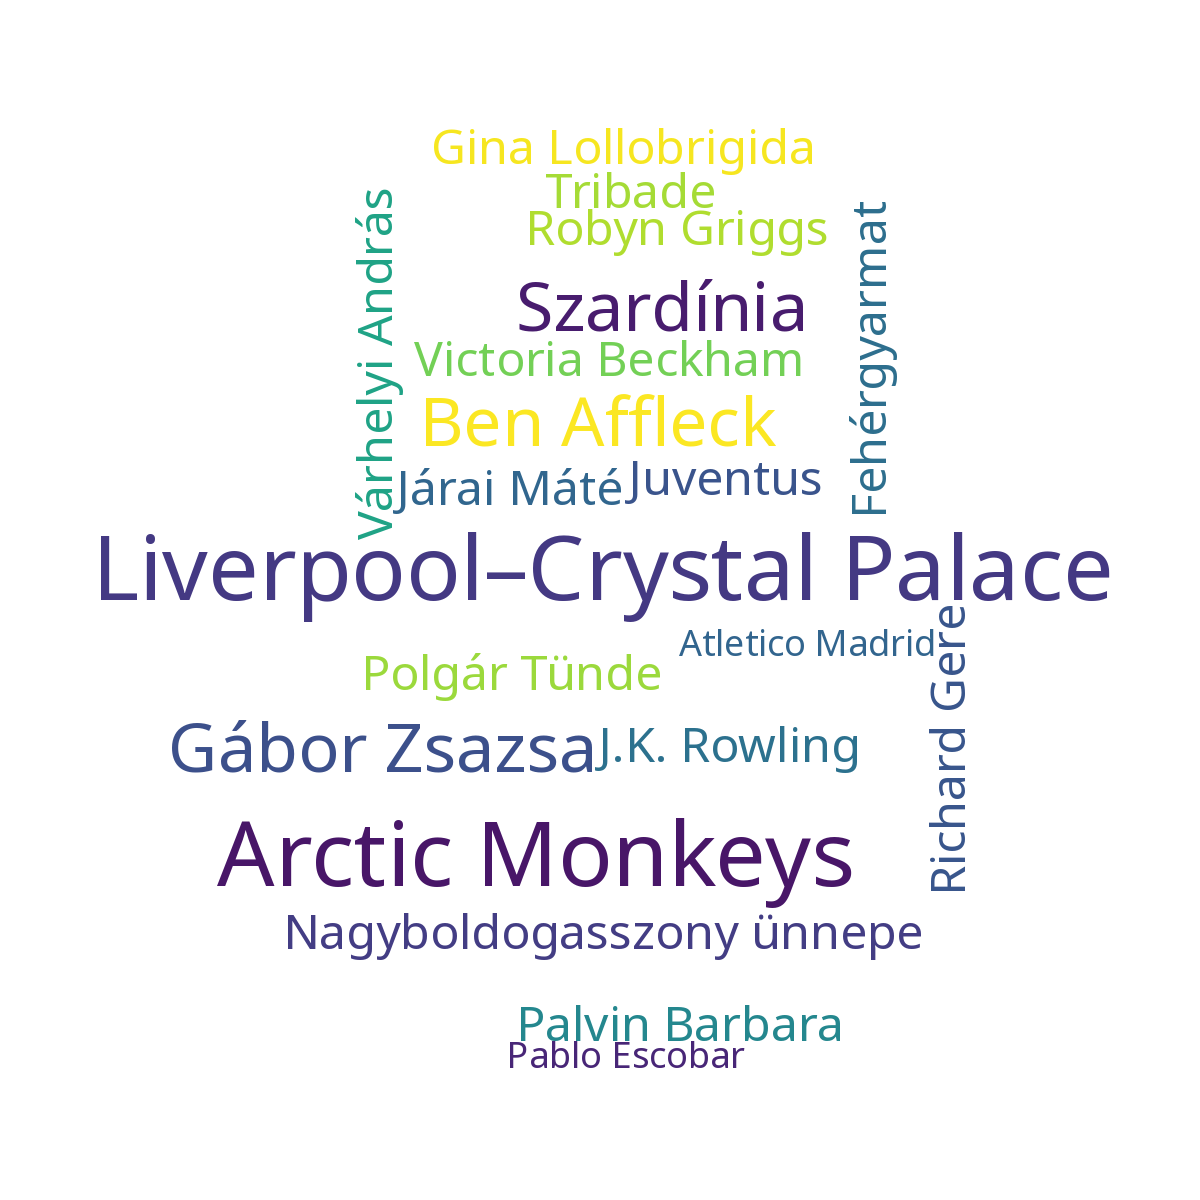 Gina Lollobrigida
Tribade
Robyn Griggs
Várhelyi András
Fehérgyarmat
Szardínia
Victoria Beckham
Ben Affleck
Járai Máté
Juventus
Liverpool–Crystal Palace
Atletico Madrid
Richard Gere
Polgár Tünde
Gábor Zsazsa
J.K. Rowling
Arctic Monkeys
Nagyboldogasszony ünnepe
Palvin Barbara
Pablo Escobar